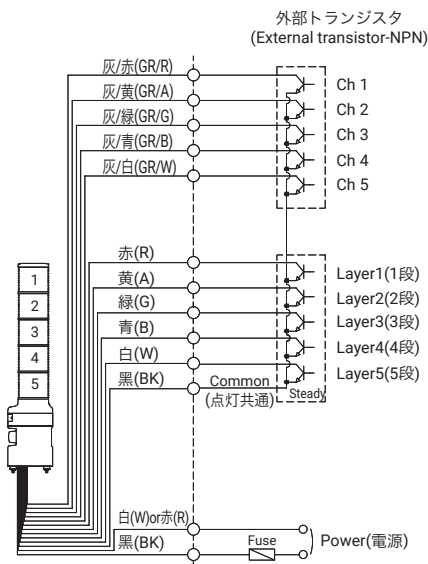 外部トランジスタ
(External transistor-NPN)
灰/赤(GR/R)
Ch 1
灰/黄(GR/A)
Ch 2
灰/緑(GR/G)
Ch 3
灰/青(GR/B)
Ch 4
灰/白(GR/W)
Ch 5
赤(R)
Layer1(1段)
黄(A)
Layer2(2段)
緑(G)
Layer3(3段)
青(B)
Layer4(4段)
白(W)
Layer5(5段)
黑(BK)
Common
(点灯共通)
Steady
1
2
3
4
5
白(W)or赤(R)
黑(BK)
Fuse
Power(電源)